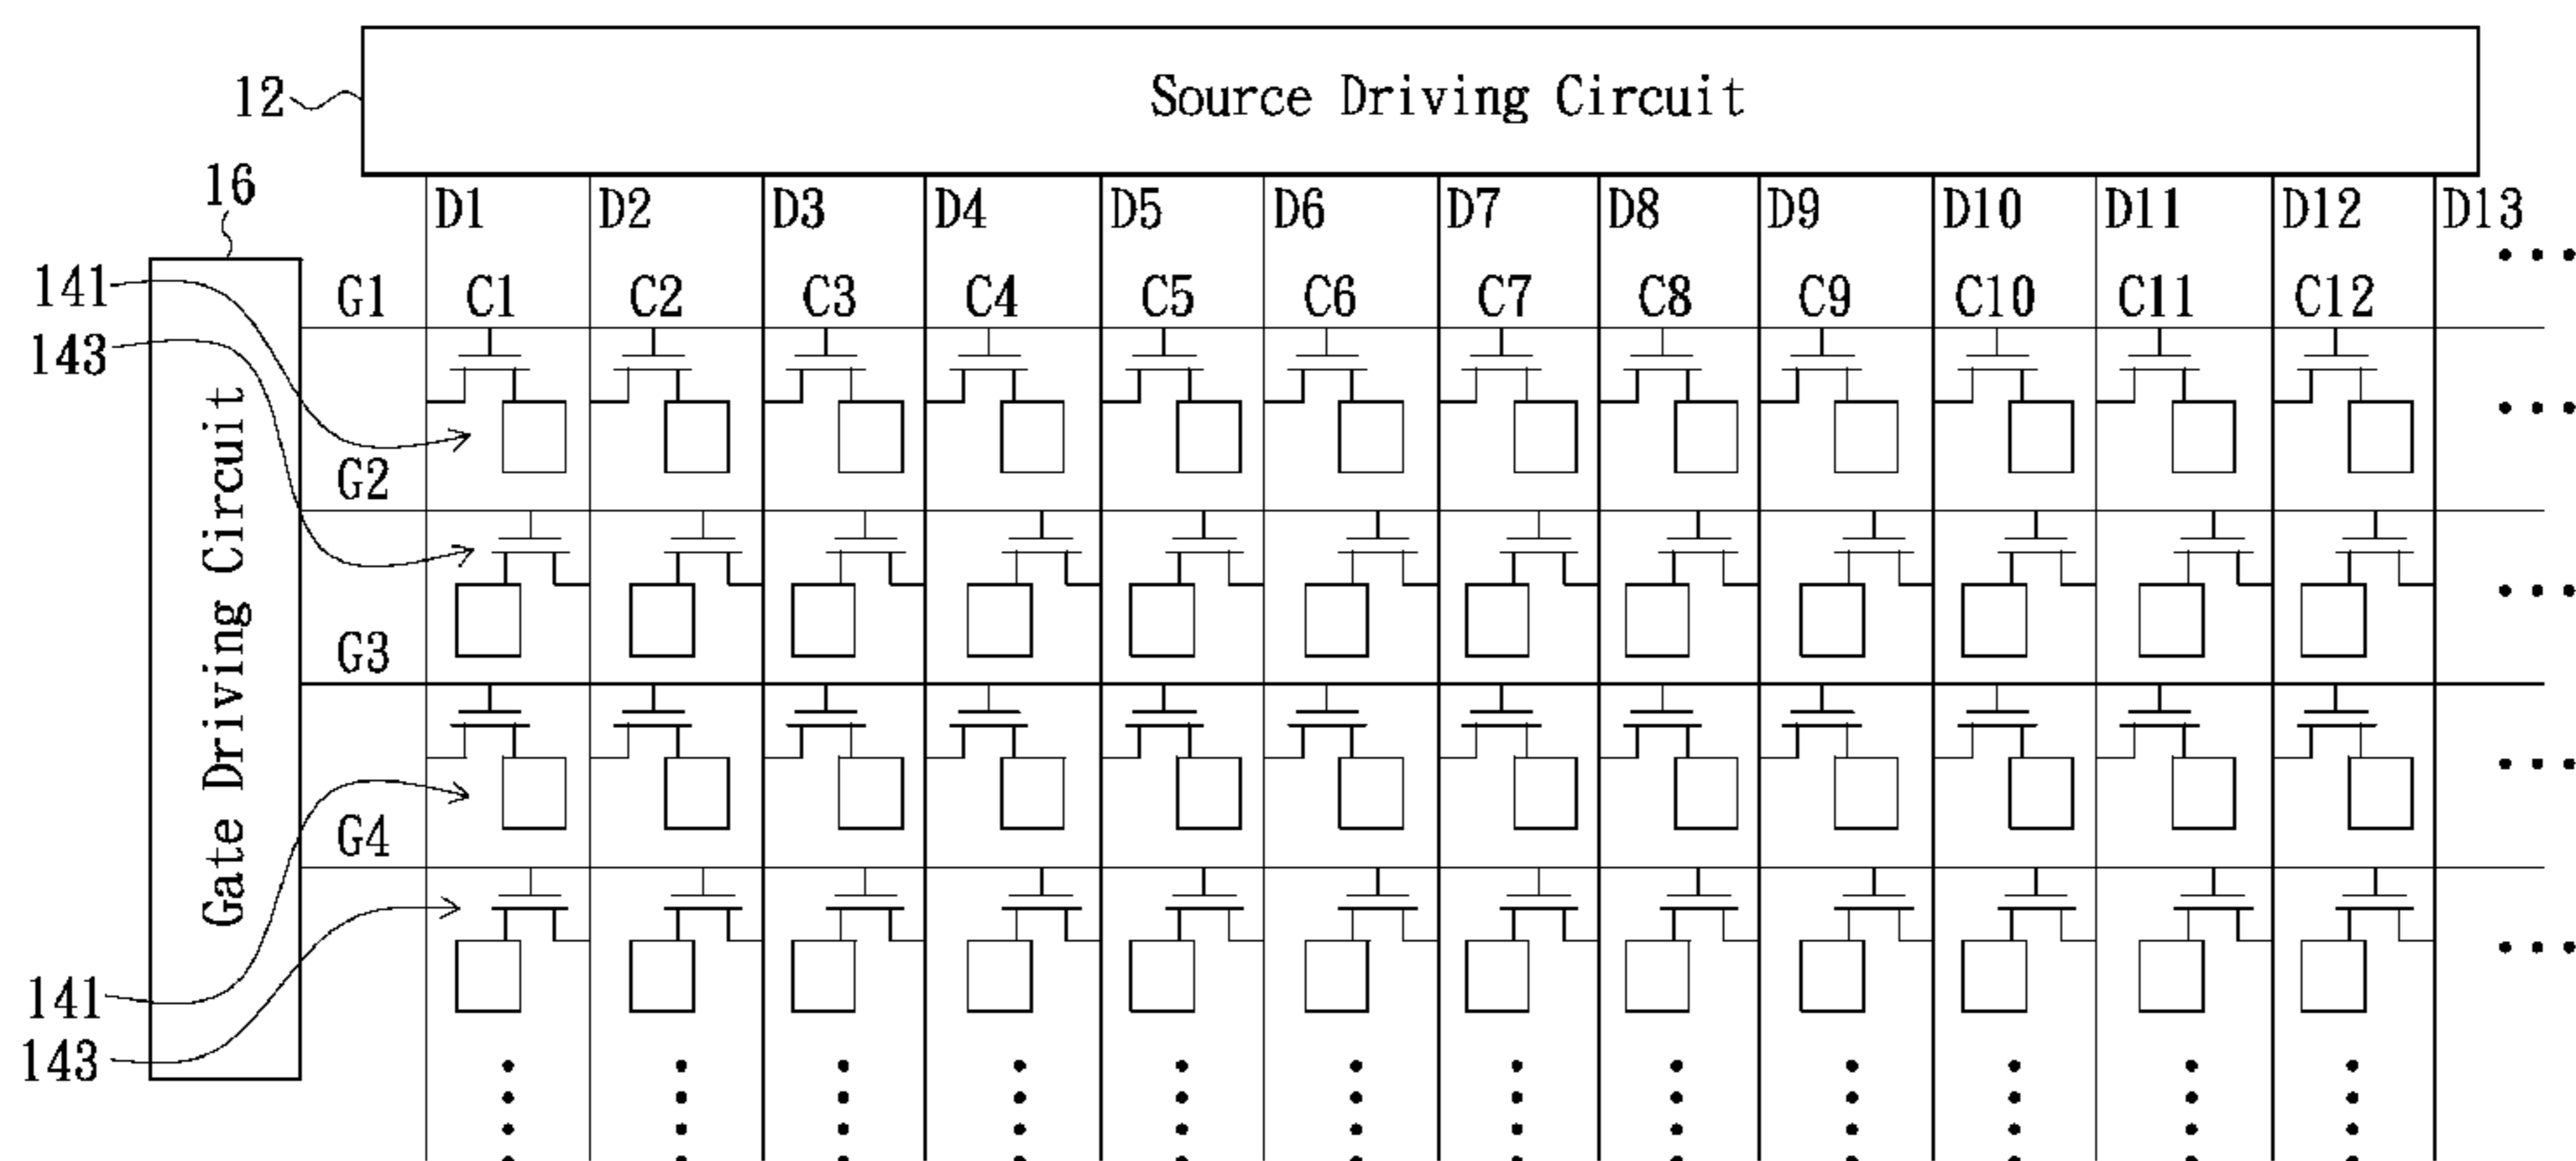 12
Source Driving Circuit
16
D1 D2 D3 D4 D5 D6 D7 D8 D9 D10 D11 D12 D13
141
G1 C1 C2 C3 C4 C5 C6 C7 C8 C9 C10 C11 C12
143
G2
Gate Driving Circuit
G3
G4
141
143